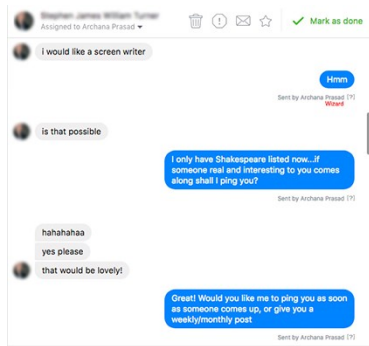 Assigned to Archana Prasad
Mark as done
i would like a screen writer
Hmm
Sent by Archana Prasad [?]
Wizard
is that possible
I only have Shakespeare listed now...if
someone real and interesting to you comes
along shall I ping you?
Sent by Archana Prasad [?]
hahahahaa
yes please
that would be lovely!
Great! Would you like me to ping you as soon
as someone comes up, or give you a
weekly/monthly post
Sent by Archana Prasad [?]